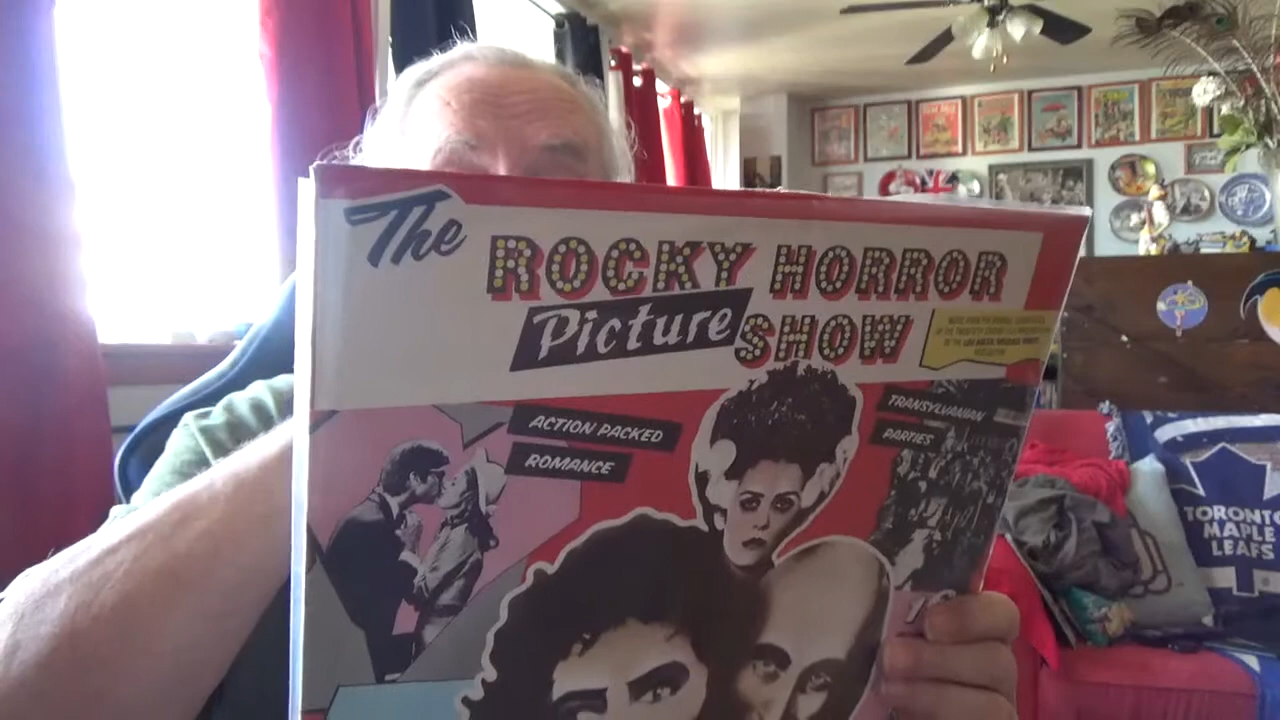 The
ROCKY HORROR
Picture
SHOW
ACTION PACKED
ROMANCE
TRANSYLVANIAN
PARTIES
TORONTO
MAPLE
LEAFS